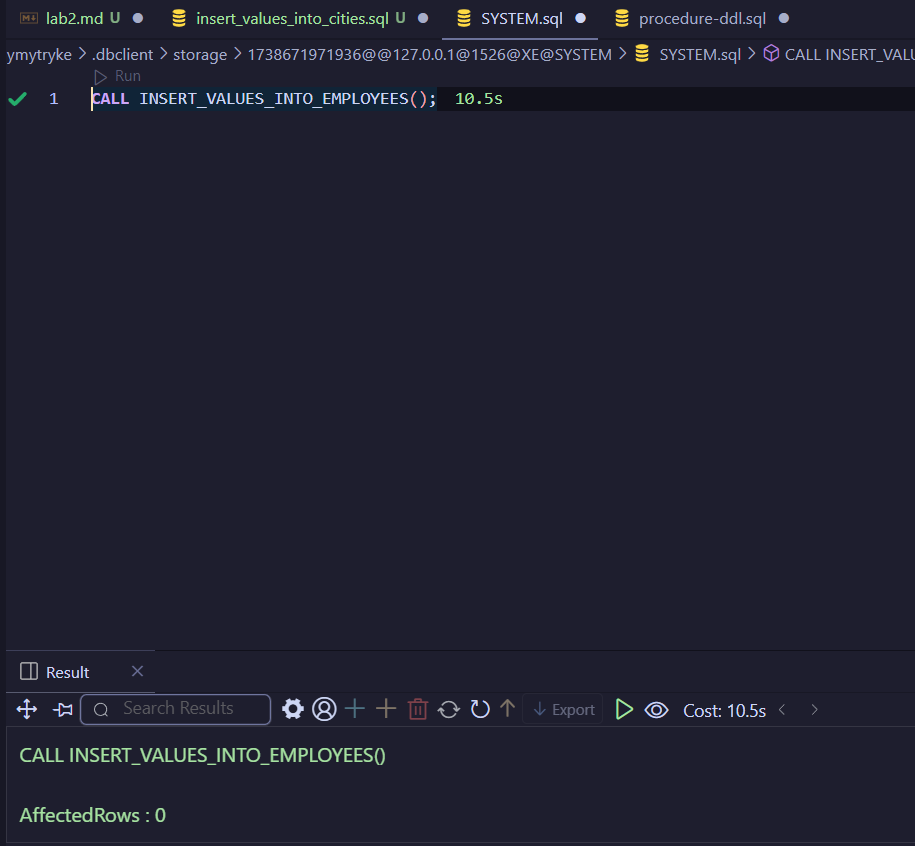 lab2.md U insert_values_into_cities.sql U SYSTEM.sql procedure-ddl.sql
ymytryke > .dbclient > storage > 1738671971936@@127.0.0.1@1526@XE@SYSTEM > SYSTEM.sql > CALL INSERT_VALU
Run
1 CALL INSERT_VALUES_INTO_EMPLOYEES(); 10.5s
Result
Search Results Export Cost: 10.5s
CALL INSERT_VALUES_INTO_EMPLOYEES()
AffectedRows : 0